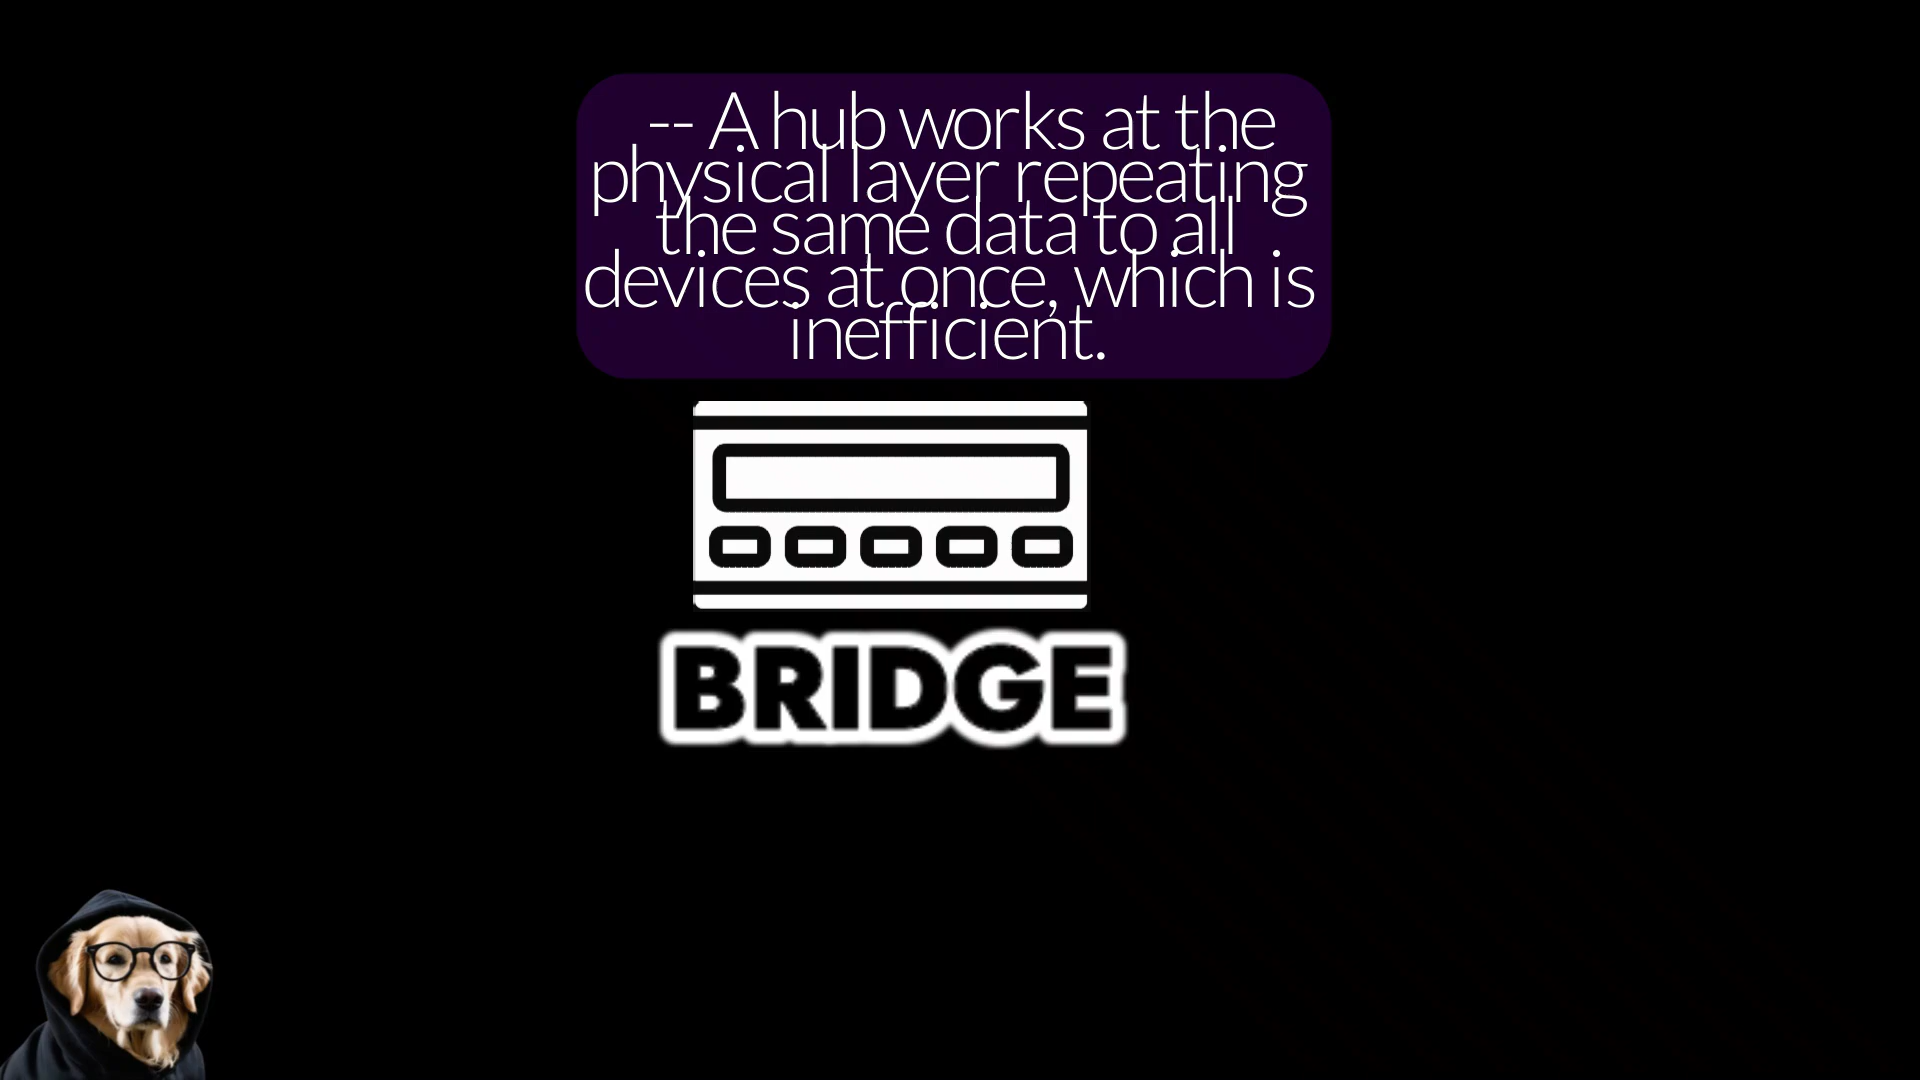 -- A hub works at the
physical layer repeating
the same data to all
devices at once, which is
inefficient.
BRIDGE